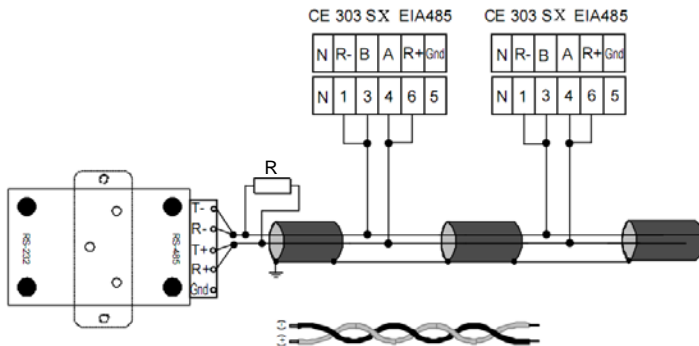 CE 303 SX EIA485
CE 303 SX EIA485
N R- B A R+ Gnd
N R- B A R+ Gnd
N 1 3 4 6 5
N 1 3 4 6 5
R
T-
R-
T+
R+
Gnd
RS-232
RS-485
(-)
(+)